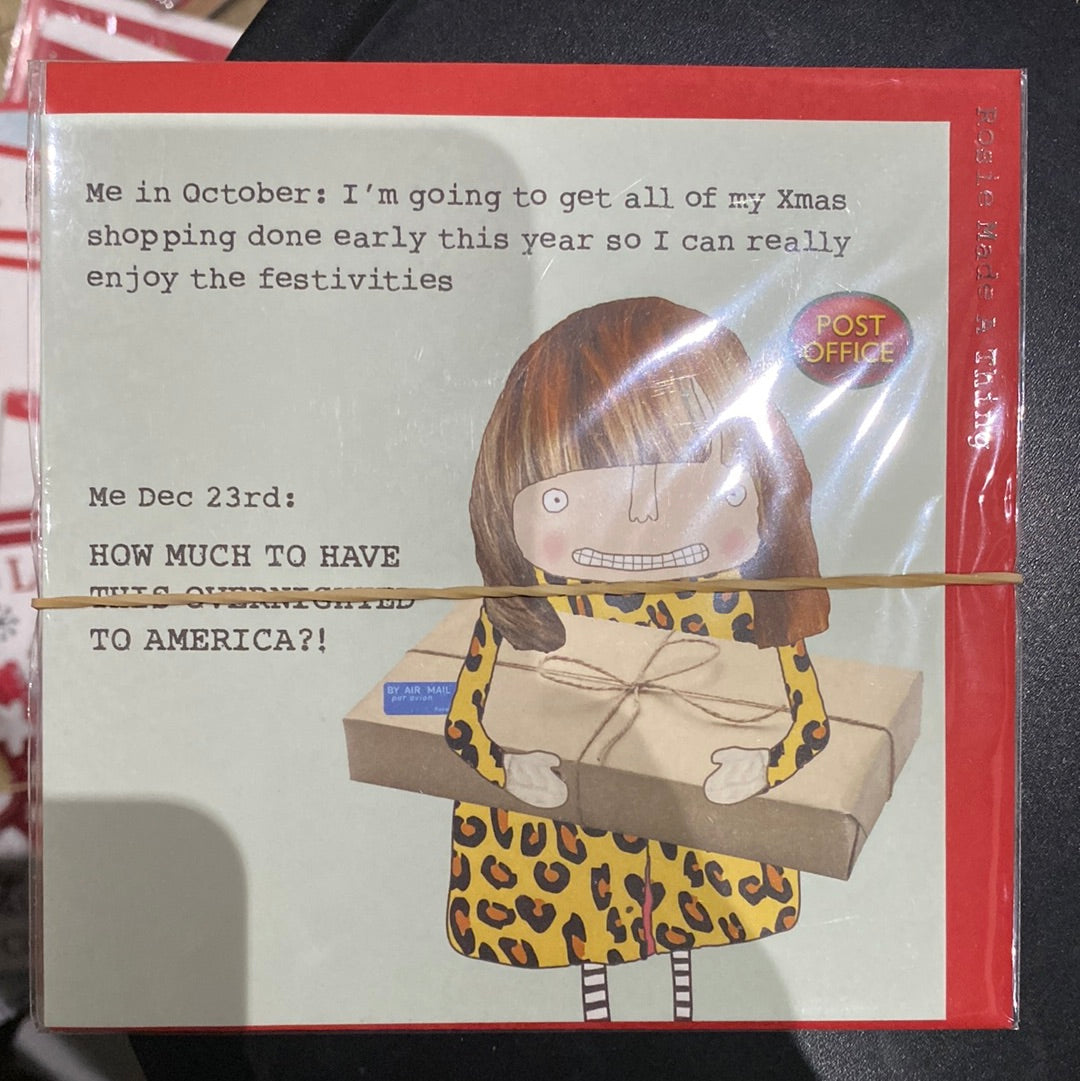 Me in October: I'm going to get all of my Xmas
shopping done early this year so I can really
enjoy the festivities
POST
OFFICE
Me Dec 23rd:
HOW MUCH TO HAVE
THIS OVERNIGHTED
TO AMERICA?!
BY AIR MAIL
par avion
Rosie Made A Thing